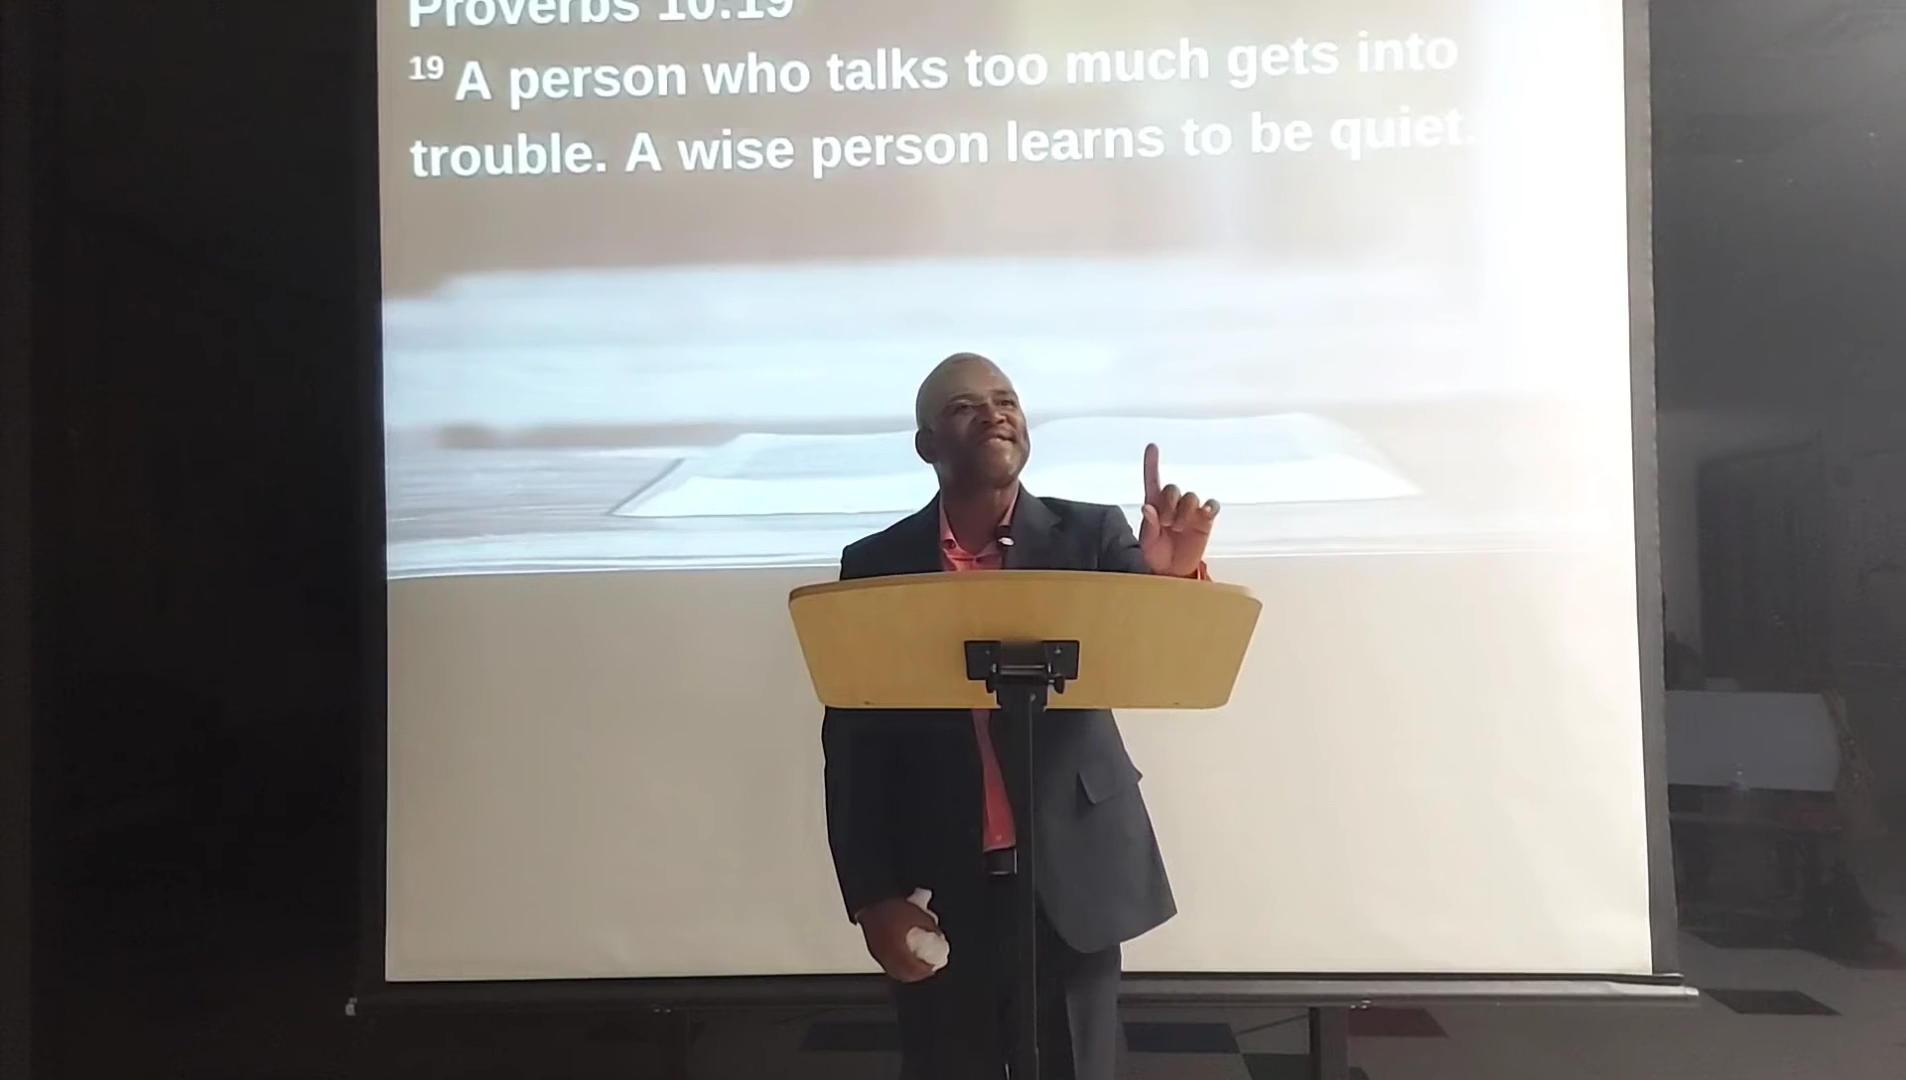 Proverbs 10:19
19 A person who talks too much gets into
trouble. A wise person learns to be quiet.